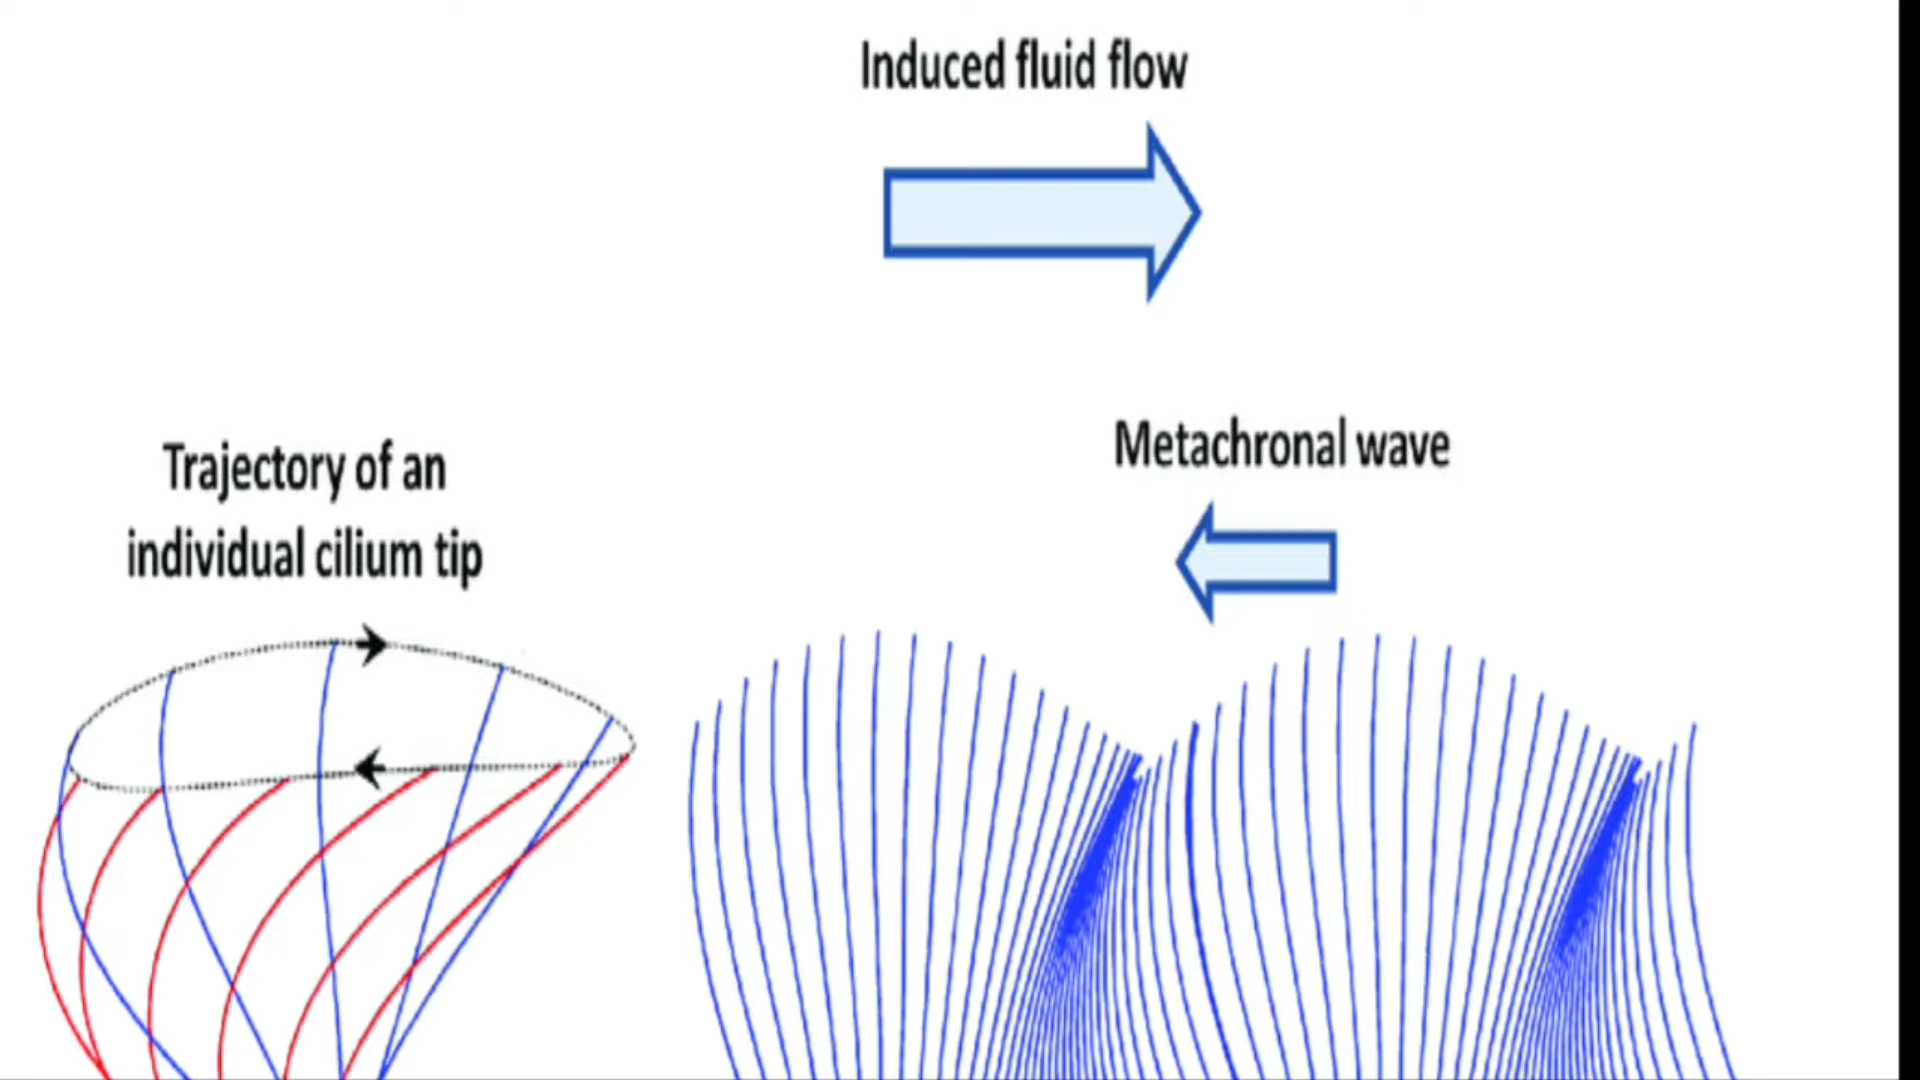 Induced fluid flow
Metachronal wave
Trajectory of an
individual cilium tip